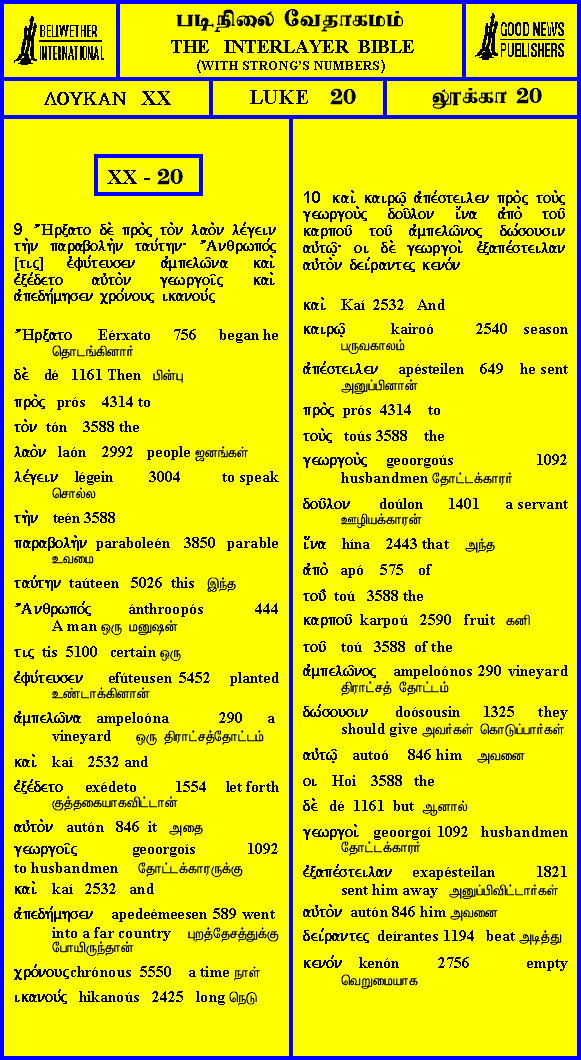 BELLWETHER
INTERNATIONAL
படிநிலை வேதாகமம்
THE INTERLAYER BIBLE
(WITH STRONG'S NUMBERS)
GOOD NEWS
PUBLISHERS
ΛΟΥΚΑΝ XX
LUKE 20
லூக்கா 20
XX - 20
9 Ἤρξατο δὲ πρὸς τὸν λαὸν λέγειν
τὴν παραβολὴν ταύτην· Ἄνθρωπός
[τις] ἐφύτευσεν ἀμπελῶνα καὶ
ἐξέδετο αὐτὸν γεωργοῖς καὶ
ἀπεδήμησεν χρόνους ικανούς
Ἤρξατο Eérxato 756 began he
தொடங்கினார்
δὲ dé 1161 Then பின்பு
πρὸς prós 4314 to
τὸν tón 3588 the
λαὸν laón 2992 people ஜனங்கள்
λέγειν légein 3004 to speak
சொல்ல
τὴν teén 3588
παραβολὴν paraboleén 3850 parable
உவமை
ταύτην taúteen 5026 this இந்த
Ἄνθρωπός ánthroopós 444
A man ஒரு மனுஷன்
τις tis 5100 certain ஒரு
ἐφύτευσεν efúteusen 5452 planted
உண்டாக்கினான்
ἀμπελῶνα ampeloóna 290 a
vineyard ஒரு திராட்சத்தோட்டம்
καὶ kaí 2532 and
ἐξέδετο exédeto 1554 let forth
குத்தகையாகவிட்டான்
αὐτὸν autón 846 it அதை
γεωργοῖς georgoís 1092
to husbandmen தோட்டக்காரருக்கு
καὶ kaí 2532 and
ἀπεδήμησεν apedeémeesen 589 went
into a far country புறத்தேசத்துக்கு
போயிருந்தான்
χρόνους chrónous 5550 a time நாள்
ικανούς hikanoús 2425 long நெடு
10 καὶ καιρῷ ἀπέστειλεν πρὸς τοὺς
γεωργοὺς δοῦλον ἵνα ἀπὸ τοῦ
καρποῦ τοῦ ἀμπελῶνος δώσουσιν
αὐτῷ· οι δὲ γεωργοὶ ἐξαπέστειλαν
αὐτὸν δείραντες κενόν
καὶ Kaí 2532 And
καιρῷ kairoó 2540 season
பருவகாலம்
ἀπέστειλεν apésteilen 649 he sent
அனுப்பினான்
πρὸς prós 4314 to
τοὺς toús 3588 the
γεωργοὺς geoorgoús 1092
husbandmen தோட்டக்காரர்
δοῦλον doúlon 1401 a servant
ஊழியக்காரன்
ἵνα hína 2443 that அந்த
ἀπὸ apó 575 of
τοῦ toú 3588 the
καρποῦ karpoú 2590 fruit கனி
τοῦ toú 3588 of the
ἀμπελῶνος ampeloónos 290 vineyard
திராட்சத் தோட்டம்
δώσουσιν doósousin 1325 they
should give அவர்கள் கொடுப்பார்கள்
αὐτῷ autoó 846 him அவனை
οι Hoi 3588 the
δὲ dé 1161 but ஆனால்
γεωργοὶ geoorgoí 1092 husbandmen
தோட்டக்காரர்
ἐξαπέστειλαν exapésteilan 1821
sent him away அனுப்பிவிட்டார்கள்
αὐτὸν autón 846 him அவனை
δείραντες deírantes 1194 beat அடித்து
κενόν kenón 2756 empty
வெறுமையாக